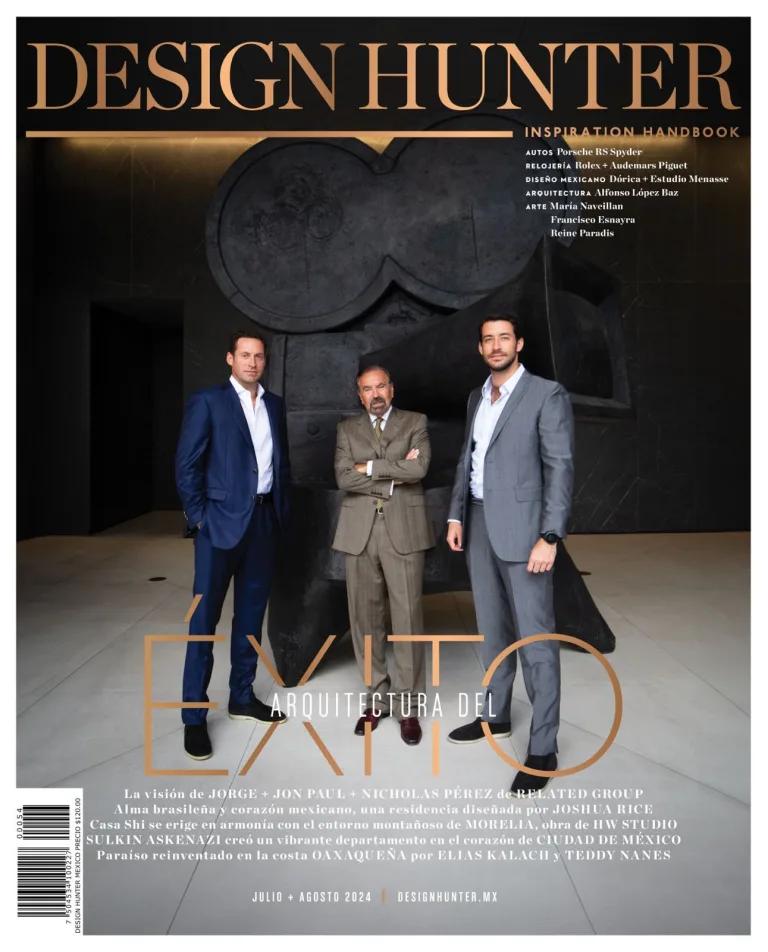 DESIGN HUNTER
INSPIRATION HANDBOOK
AUTOS Porsche RS Spyder
RELOJERÍA Rolex + Audemars Piguet
DISEÑO MEXICANO Dórica + Estudio Menasse
ARQUITECTURA Alfonso López Baz
ARTE María Naveillan
Francisco Esnayra
Reine Paradis
ARQUITECTURA DEL
ÉXITO
La visión de JORGE + JON PAUL + NICHOLAS PÉREZ de RELATED GROUP
Alma brasileña y corazón mexicano, una residencia diseñada por JOSHUA RICE
Casa Shi se erige en armonía con el entorno montañoso de MORELIA, obra de HW STUDIO
SULKIN ASKENAZI creó un vibrante departamento en el corazón de CIUDAD DE MÉXICO
Paraíso reinventado en la costa OAXAQUEÑA por ELIAS KALACH y TEDDY NANES
JULIO + AGOSTO 2024 | DESIGNHUNTER.MX
00054
7 504534 100227
DESIGN HUNTER MEXICO PRECIO $120.00